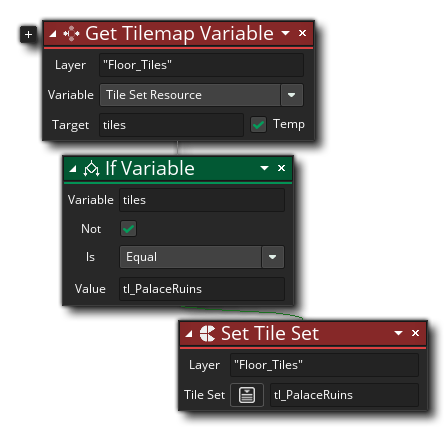 Get Tilemap Variable
Layer "Floor_Tiles"
Variable Tile Set Resource
Target tiles Temp
If Variable
Variable tiles
Not
Is Equal
Value tl_PalaceRuins
Set Tile Set
Layer "Floor_Tiles"
Tile Set tl_PalaceRuins